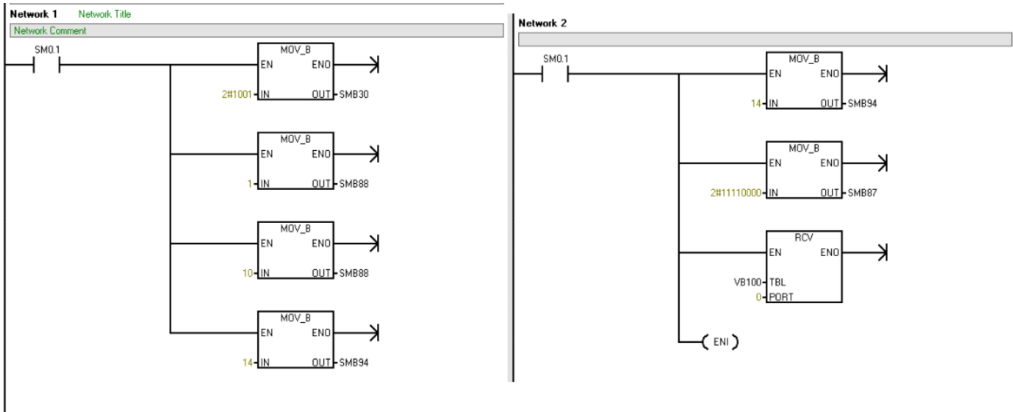 Network 1 Network Title
Network Comment
SM0.1
MOV_B
EN ENO
2#1001 IN OUT SMB30
MOV_B
EN ENO
1 IN OUT SMB88
MOV_B
EN ENO
10 IN OUT SMB88
MOV_B
EN ENO
14 IN OUT SMB94
Network 2
SM0.1
MOV_B
EN ENO
14 IN OUT SMB94
MOV_B
EN ENO
2#11110000 IN OUT SMB87
RCV
EN ENO
VB100 TBL
0 PORT
( ENI )